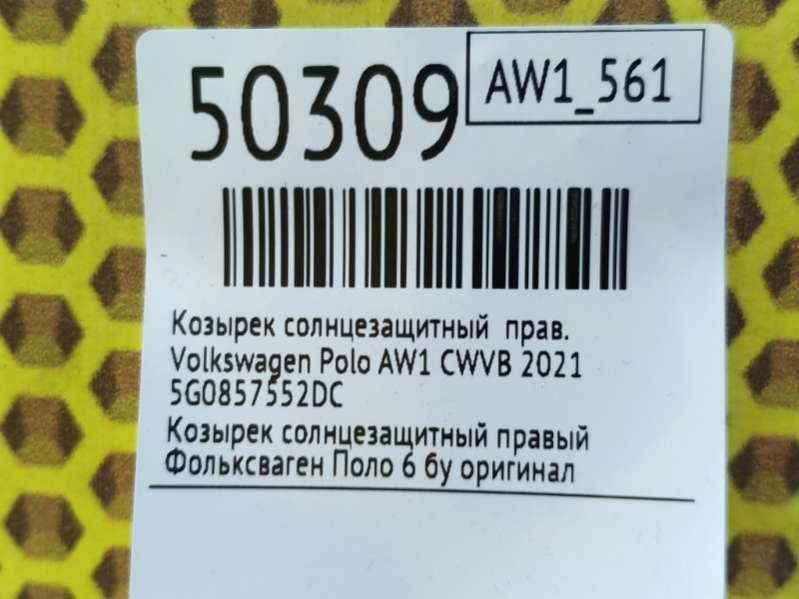 50309
AW1_561
Козырек солнцезащитный прав.
Volkswagen Polo AW1 CWVB 2021
5G0857552DC
Козырек солнцезащитный правый
Фольксваген Поло 6 бу оригинал